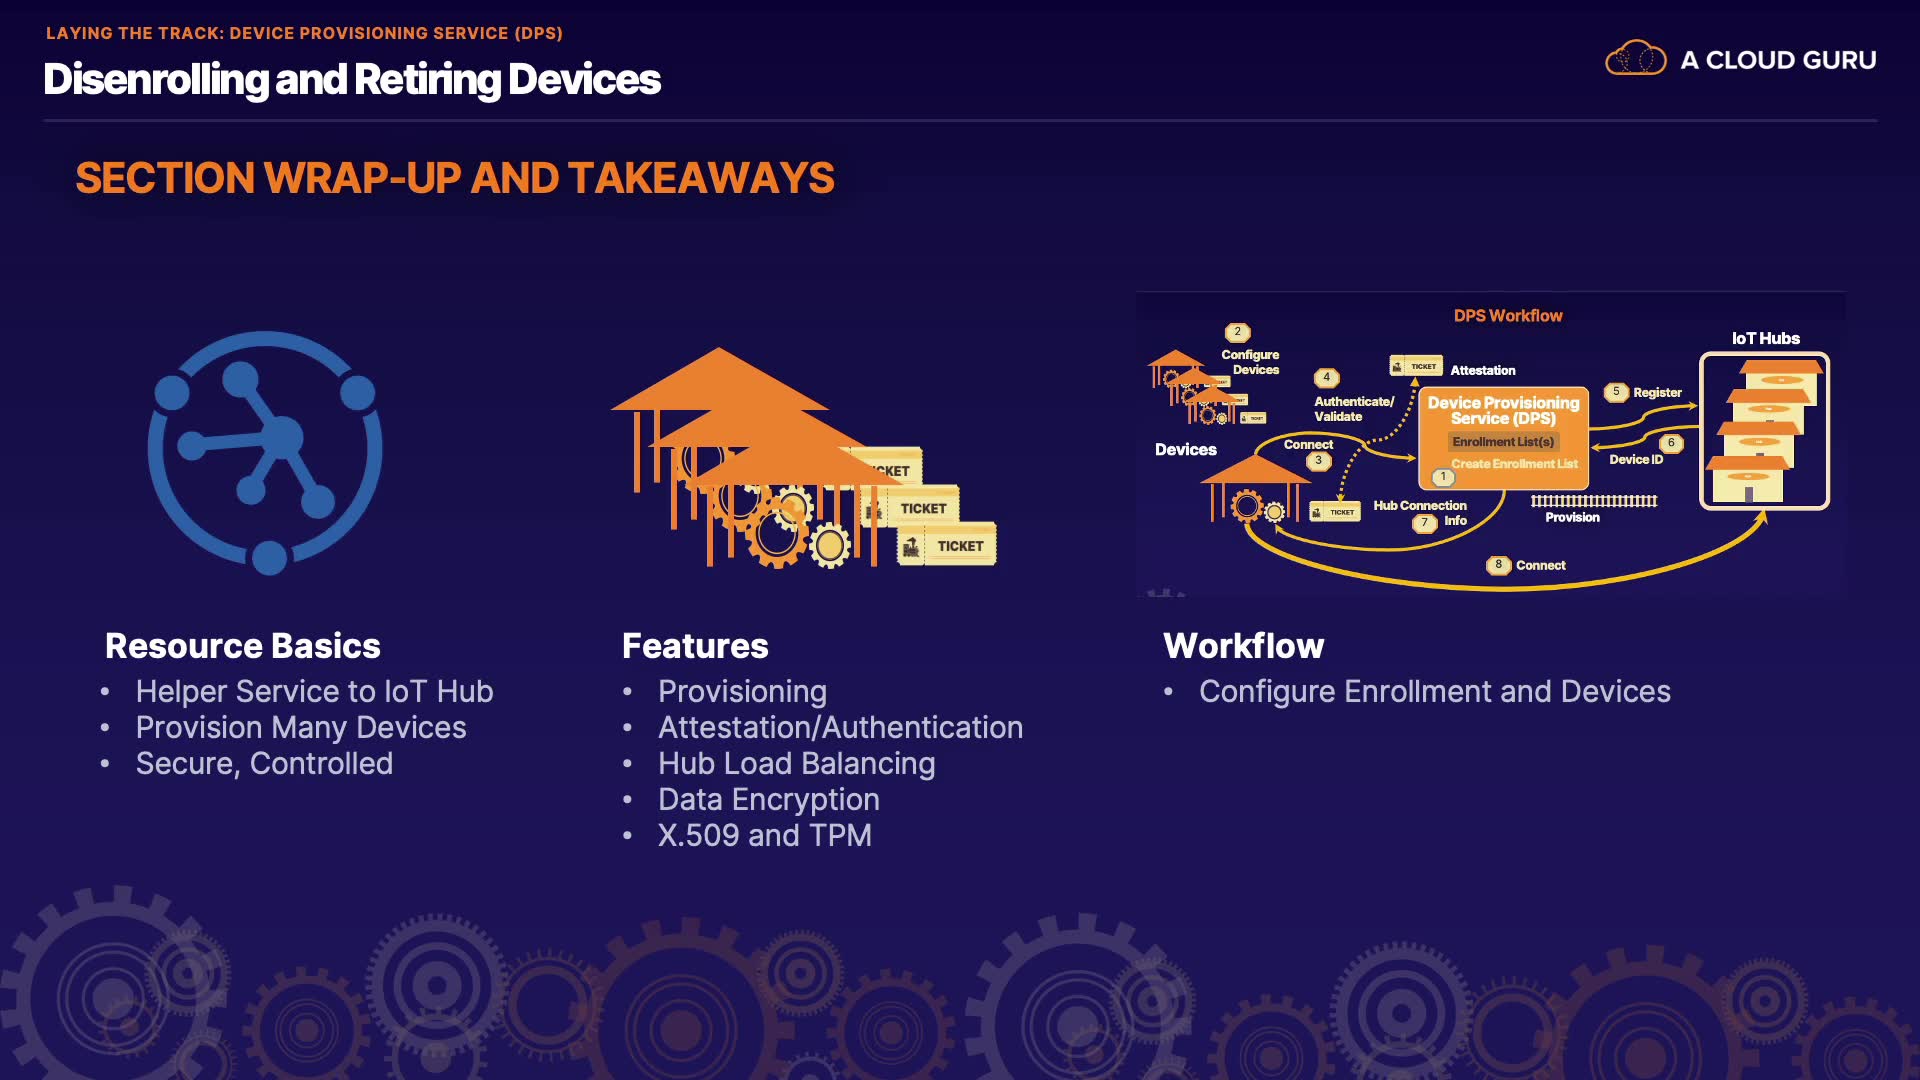 LAYING THE TRACK: DEVICE PROVISIONING SERVICE (DPS)
Disenrolling and Retiring Devices
A CLOUD GURU
SECTION WRAP-UP AND TAKEAWAYS
TICKET
TICKET
DPS Workflow
IoT Hubs
2
Configure
Devices
TICKET
Attestation
4
Authenticate/
Validate
Device Provisioning
Service (DPS)
Enrollment List(s)
Create Enrollment List
1
5
Register
6
Device ID
Devices
Connect
3
TICKET
Hub Connection
Info
7
Provision
8
Connect
Resource Basics
• Helper Service to IoT Hub
• Provision Many Devices
• Secure, Controlled
Features
• Provisioning
• Attestation/Authentication
• Hub Load Balancing
• Data Encryption
• X.509 and TPM
Workflow
• Configure Enrollment and Devices